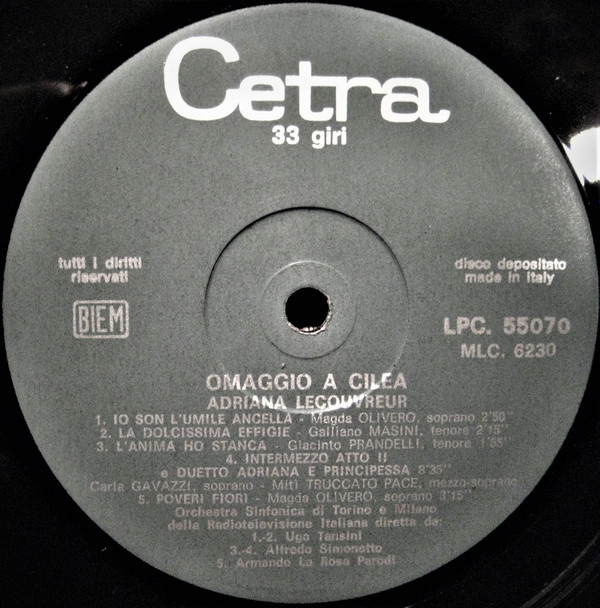 Cetra
33 giri
tutti i diritti
riservati
BIEM
disco depositato
made in Italy
LPC. 55070
MLC. 6230
OMAGGIO A CILEA
ADRIANA LECOUVREUR
1. IO SON L'UMILE ANCELLA - Magda OLIVERO, soprano 2'50"
2. LA DOLCISSIMA EFFIGIE - Galliano MASINI, tenore 2'15"
3. L'ANIMA HO STANCA - Giacinto PRANDELLI, tenore 1'55"
4. INTERMEZZO ATTO II
e DUETTO ADRIANA E PRINCIPESSA 8'35"
Carla GAVAZZI, soprano - Miti TRUCCATO PACE, mezzo-soprano
5. POVERI FIORI - Magda OLIVERO, soprano 3'15"
Orchestra Sinfonica di Torino e Milano
della Radiotelevisione Italiana diretta da:
1.-2. Ugo Tansini
3.-4. Alfredo Simonetto
5. Armando La Rosa Parodi